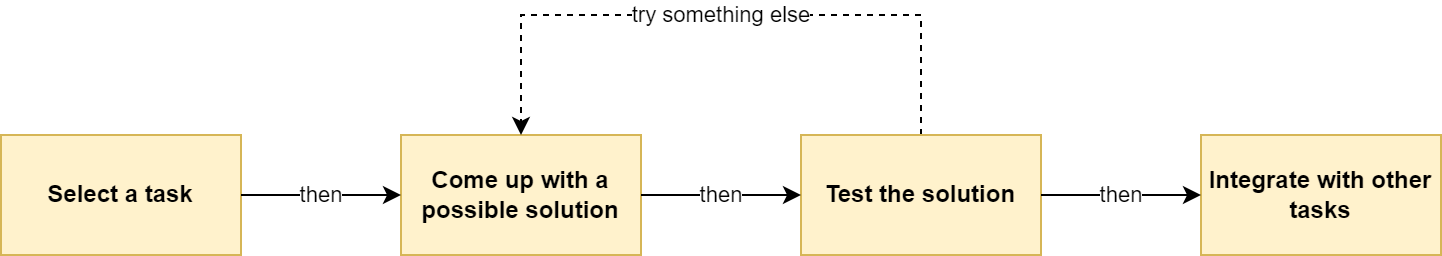 try something else
Select a task
then
Come up with a
possible solution
then
Test the solution
then
Integrate with other
tasks